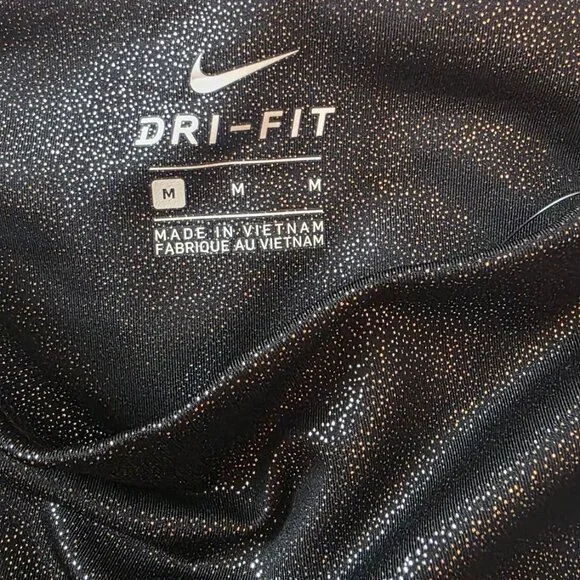 DRI-FIT
M M M
MADE IN VIETNAM
FABRIQUE AU VIETNAM